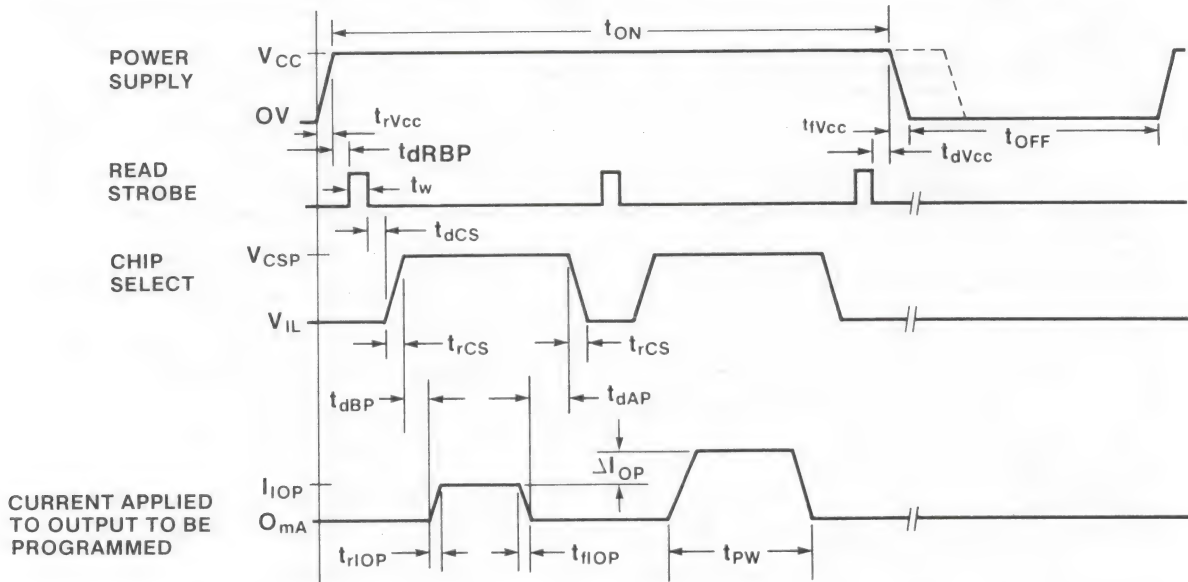 tON
POWER
SUPPLY
VCC
OV
trVcc
tfVcc
tOFF
tdVcc
tdRBP
READ
STROBE
tw
tdCS
CHIP
SELECT
VCSP
VIL
trCS
trCS
tdBP
tdAP
ΔIOP
CURRENT APPLIED
TO OUTPUT TO BE
PROGRAMMED
IIOP
OmA
trIOP
tfIOP
tPW